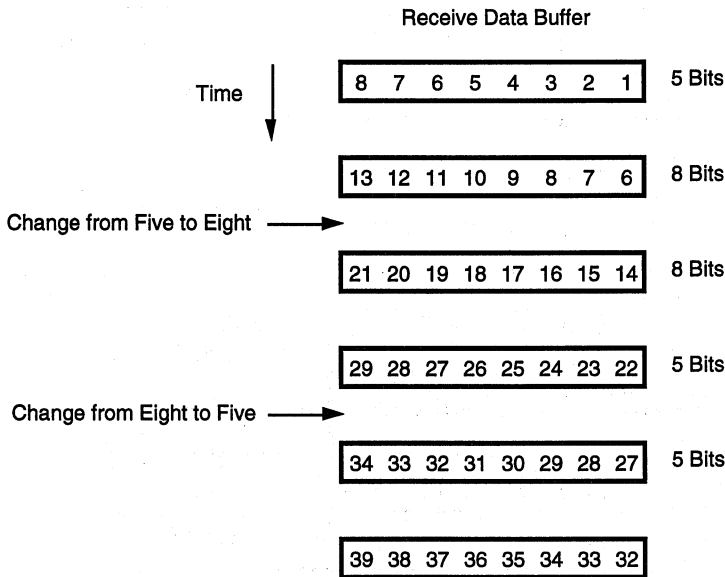 Receive Data Buffer
Time
8 7 6 5 4 3 2 1
5 Bits
13 12 11 10 9 8 7 6
8 Bits
Change from Five to Eight
21 20 19 18 17 16 15 14
8 Bits
29 28 27 26 25 24 23 22
5 Bits
Change from Eight to Five
34 33 32 31 30 29 28 27
5 Bits
39 38 37 36 35 34 33 32